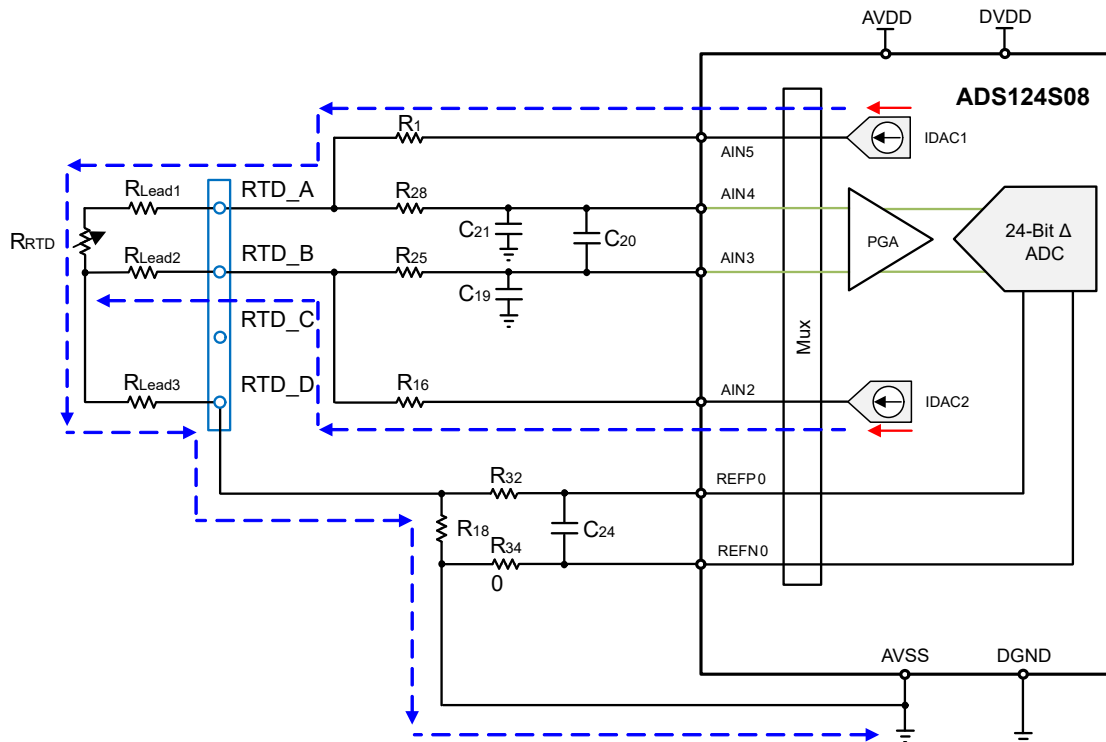 AVDD
DVDD
ADS124S08
R1
IDAC1
AIN5
RLead1
RTD_A
R28
AIN4
C21
C20
RRTD
PGA
24-Bit Δ
ADC
RLead2
RTD_B
R25
AIN3
C19
RTD_C
Mux
RLead3
RTD_D
R16
AIN2
IDAC2
R32
REFP0
R18
C24
R34
0
REFN0
AVSS
DGND